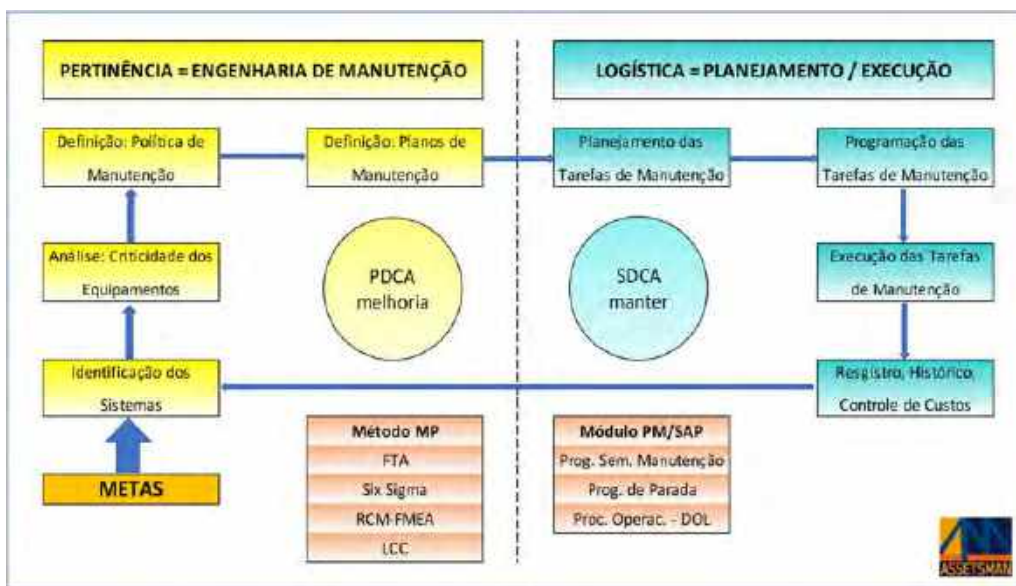 PERTINÊNCIA = ENGENHARIA DE MANUTENÇÃO
LOGÍSTICA = PLANEJAMENTO / EXECUÇÃO
Definição: Política de
Manutenção
Definição: Planos de
Manutenção
Planejamento das
Tarefas de Manutenção
Programação das
Tarefas de Manutenção
Análise: Criticidade dos
Equipamentos
PDCA
melhoria
SDCA
manter
Execução das Tarefas
de Manutenção
Identificação dos
Sistemas
Resgistro, Histórico,
Controle de Custos
METAS
Método MP
FTA
Six Sigma
RCM-FMEA
LCC
Módulo PM/SAP
Prog. Sem. Manutenção
Prog. de Parada
Proc. Operac. - DOL
ASSETSMAN